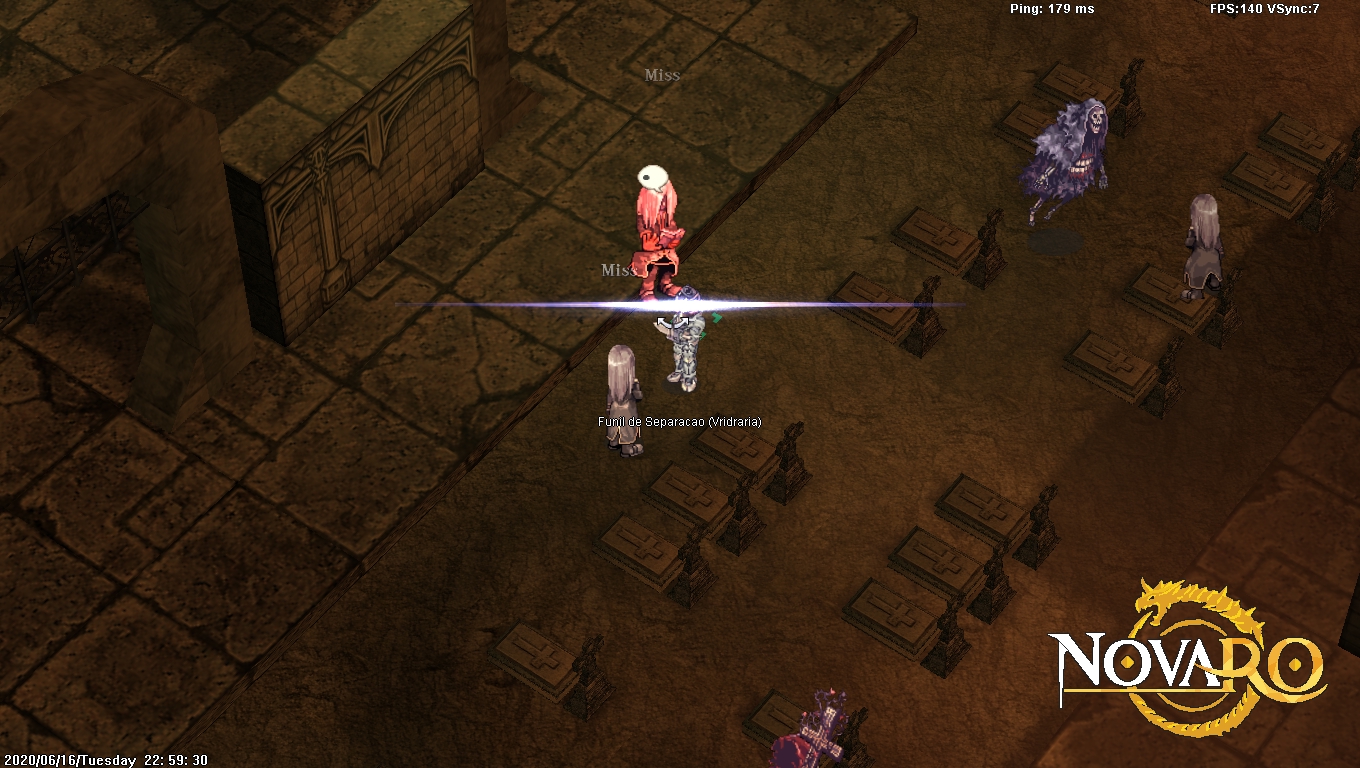 Ping: 179 ms
FPS:140 VSync:7
Miss
Miss
Funil de Separacao (Vridraria)
NOVARO
2020/06/16/Tuesday 22: 59: 30